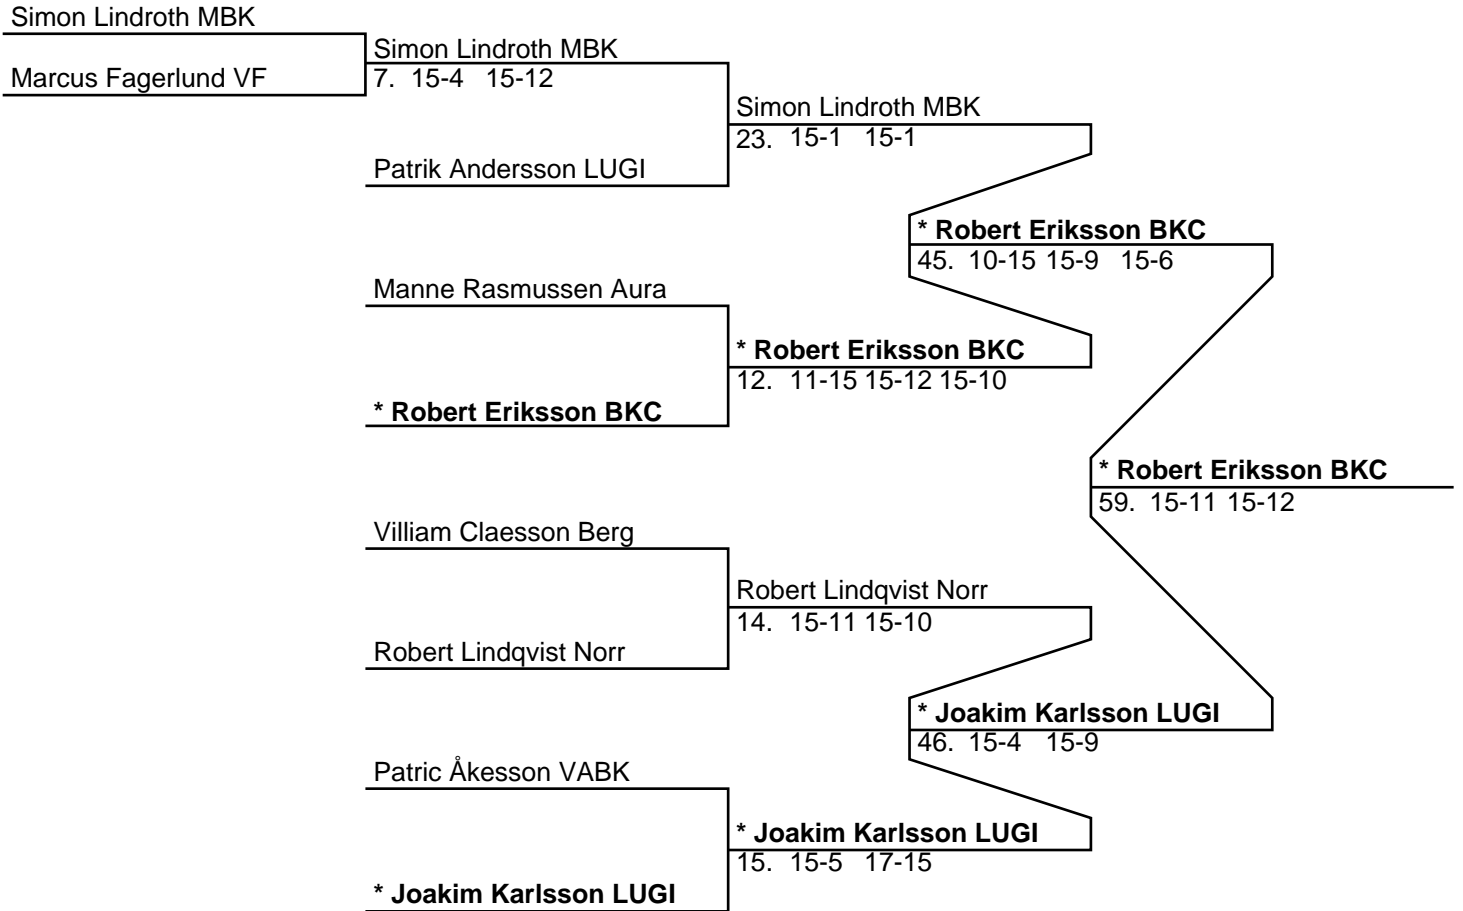 Simon Lindroth MBK
Simon Lindroth MBK
Marcus Fagerlund VF
7. 15-4 15-12
Simon Lindroth MBK
23. 15-1 15-1
Patrik Andersson LUGI
* Robert Eriksson BKC
45. 10-15 15-9 15-6
Manne Rasmussen Aura
* Robert Eriksson BKC
12. 11-15 15-12 15-10
* Robert Eriksson BKC
* Robert Eriksson BKC
59. 15-11 15-12
Villiam Claesson Berg
Robert Lindqvist Norr
14. 15-11 15-10
Robert Lindqvist Norr
* Joakim Karlsson LUGI
46. 15-4 15-9
Patric Åkesson VABK
* Joakim Karlsson LUGI
15. 15-5 17-15
* Joakim Karlsson LUGI